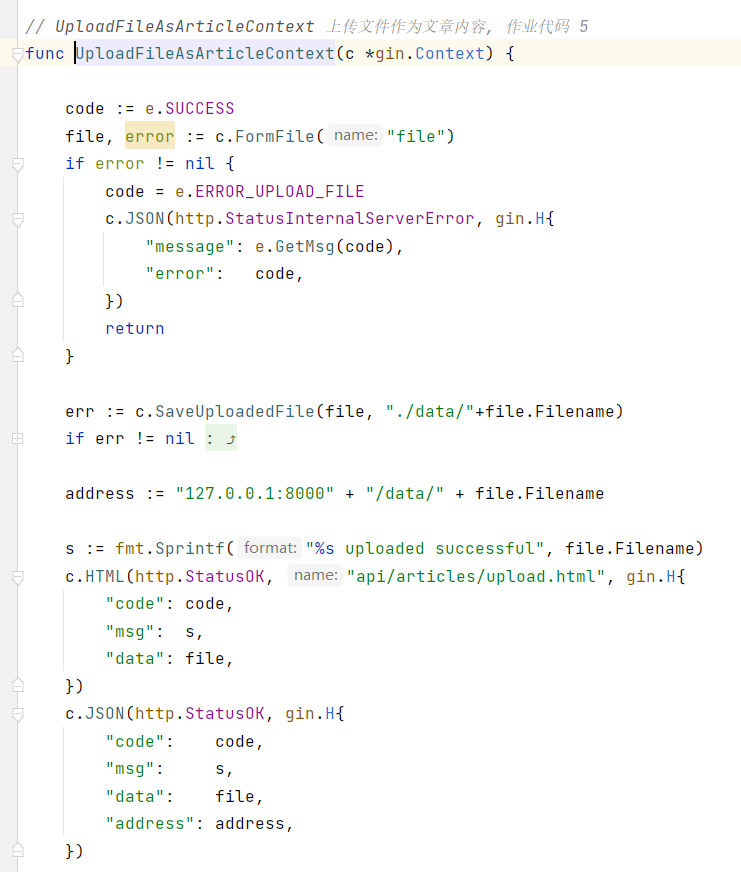 // UploadFileAsArticleContext 上传文件作为文章内容, 作业代码 5
func UploadFileAsArticleContext(c *gin.Context) {
code := e.SUCCESS
file, error := c.FormFile( name: "file")
if error != nil {
code = e.ERROR_UPLOAD_FILE
c.JSON(http.StatusInternalServerError, gin.H{
"message": e.GetMsg(code),
"error": code,
})
return
}
err := c.SaveUploadedFile(file, "./data/"+file.Filename)
if err != nil : ⤴
address := "127.0.0.1:8000" + "/data/" + file.Filename
s := fmt.Sprintf( format: "%s uploaded successful", file.Filename)
c.HTML(http.StatusOK, name: "api/articles/upload.html", gin.H{
"code": code,
"msg": s,
"data": file,
})
c.JSON(http.StatusOK, gin.H{
"code": code,
"msg": s,
"data": file,
"address": address,
})